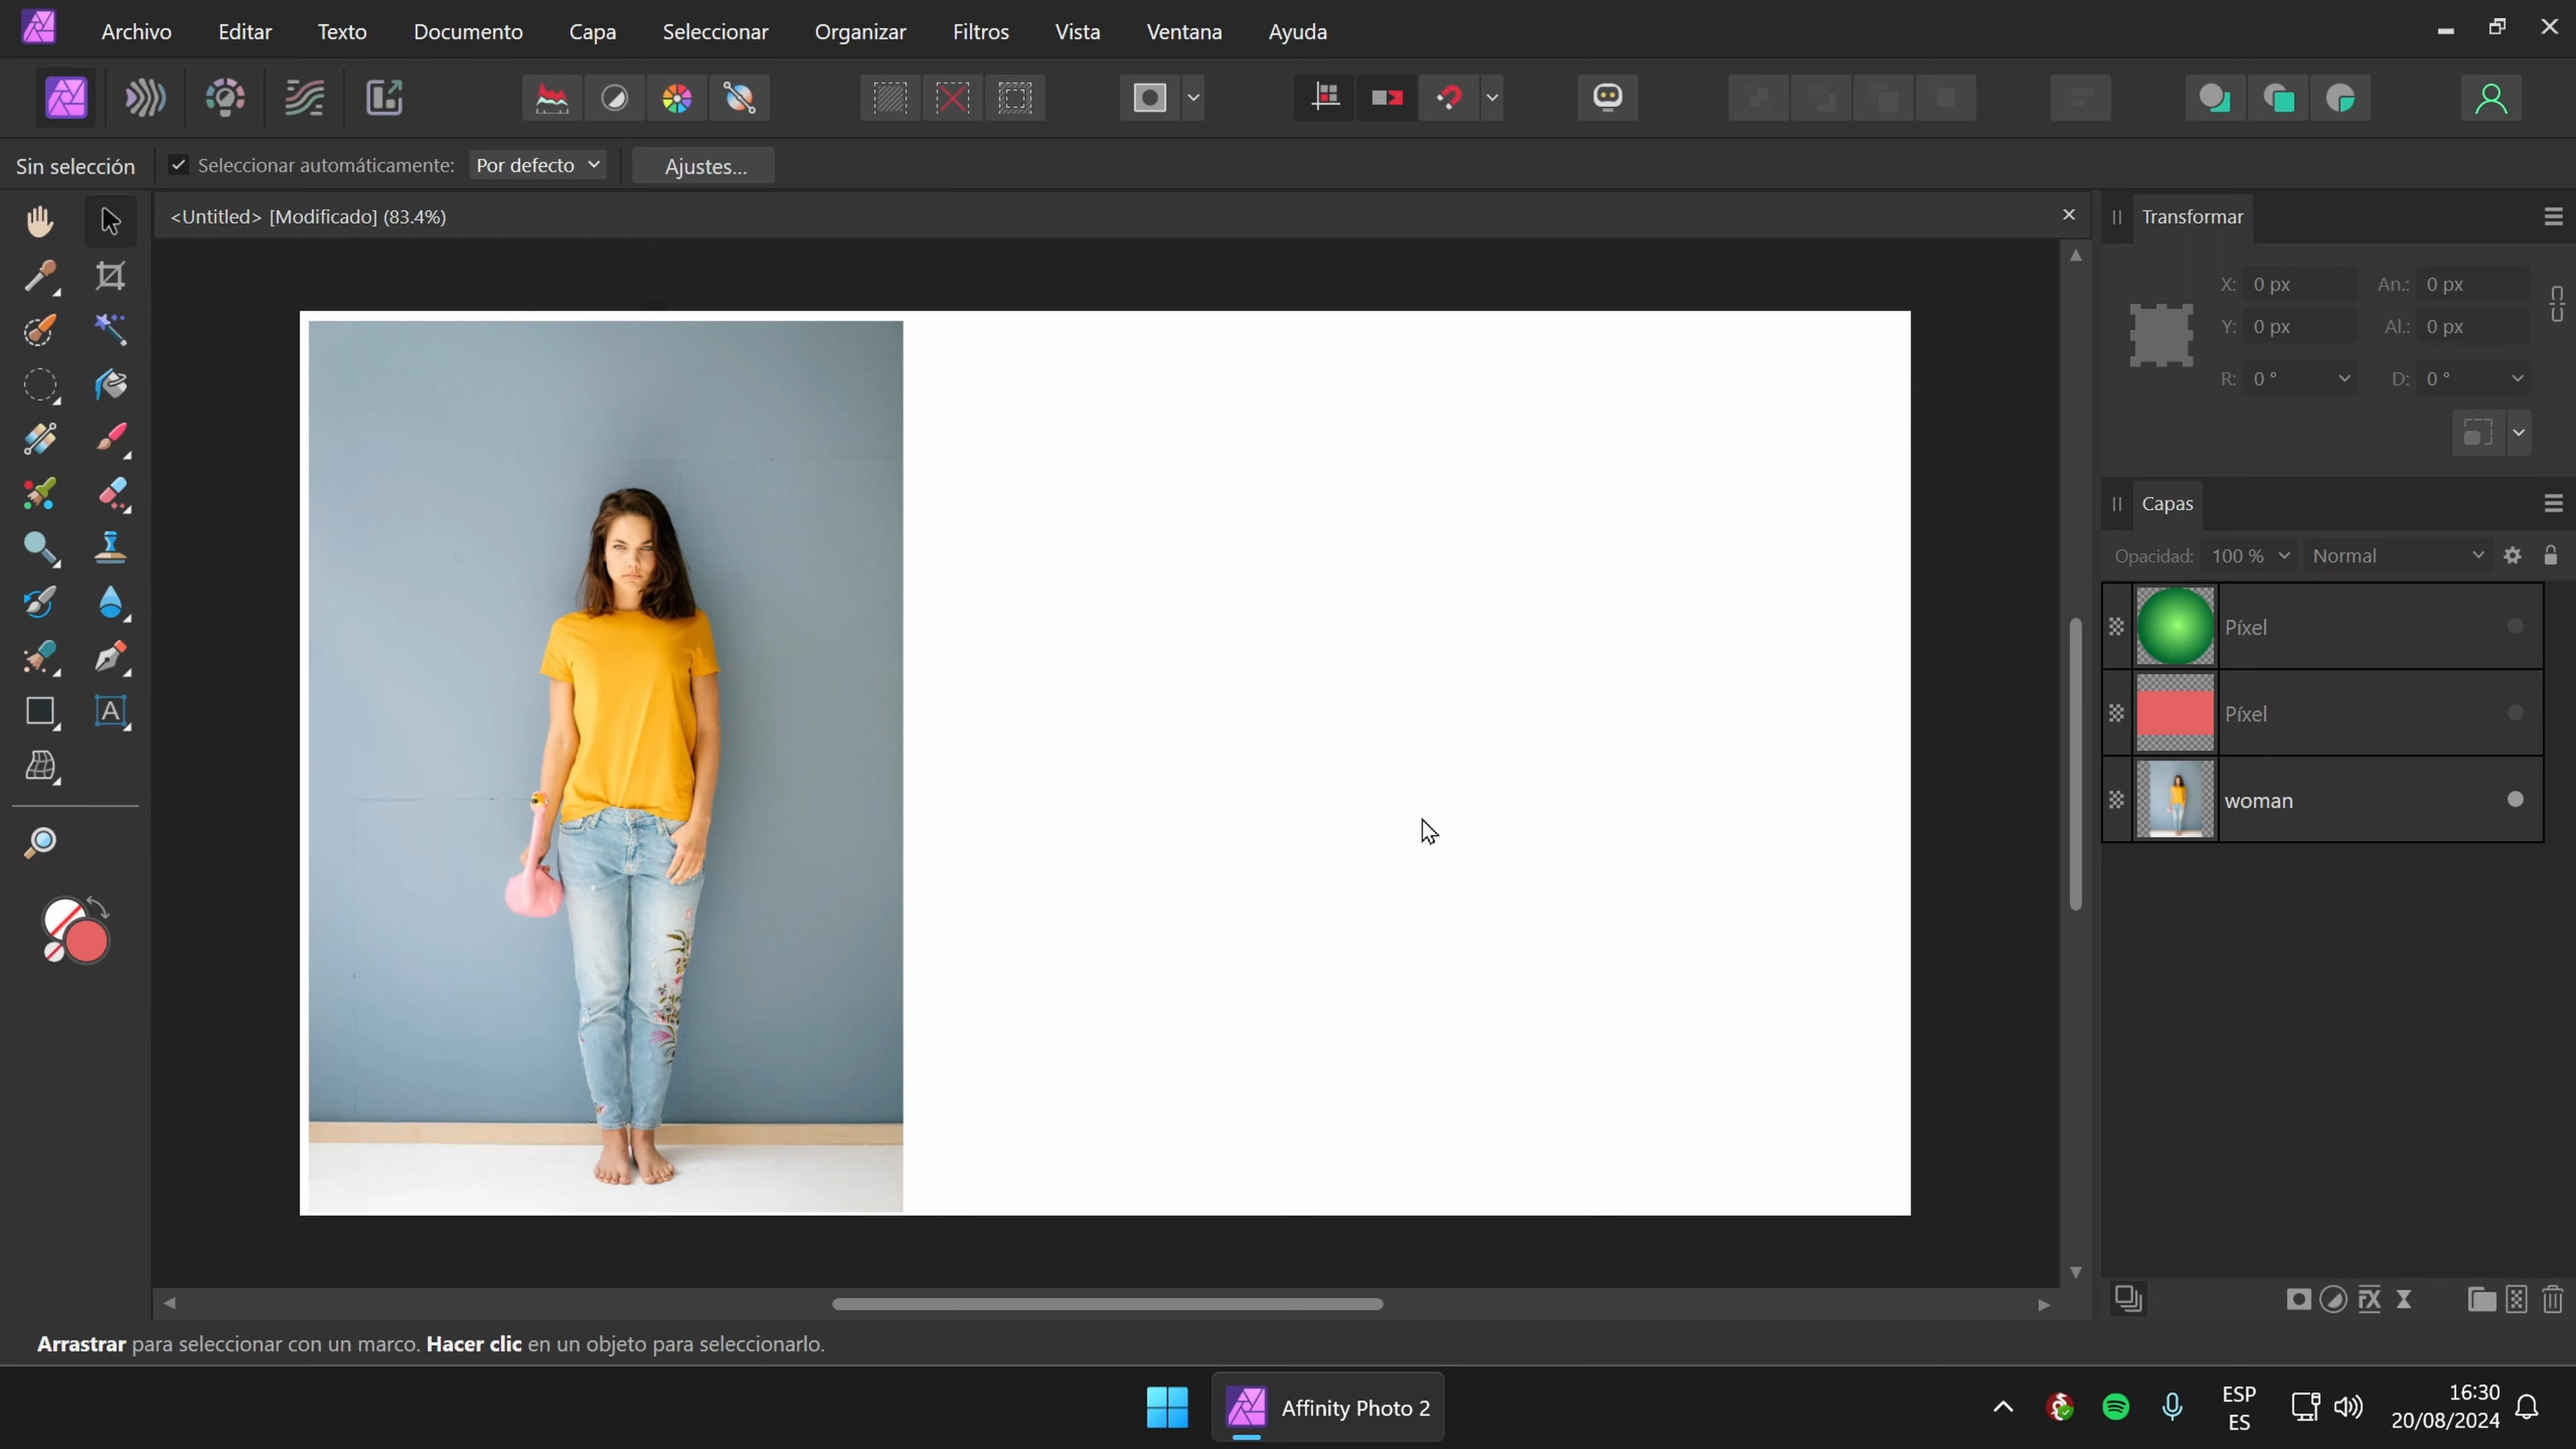 Archivo Editar Texto Documento Capa Seleccionar Organizar Filtros Vista Ventana Ayuda
Sin selección Seleccionar automáticamente: Por defecto Ajustes...
<Untitled> [Modificado] (83.4%)
Transformar
X: 0 px An.: 0 px
Y: 0 px Al.: 0 px
R: 0 ° D: 0 °
Capas
Opacidad: 100 % Normal
Píxel
Píxel
woman
A
fx
Arrastrar para seleccionar con un marco. Hacer clic en un objeto para seleccionarlo.
Affinity Photo 2
ESP
ES
16:30
20/08/2024